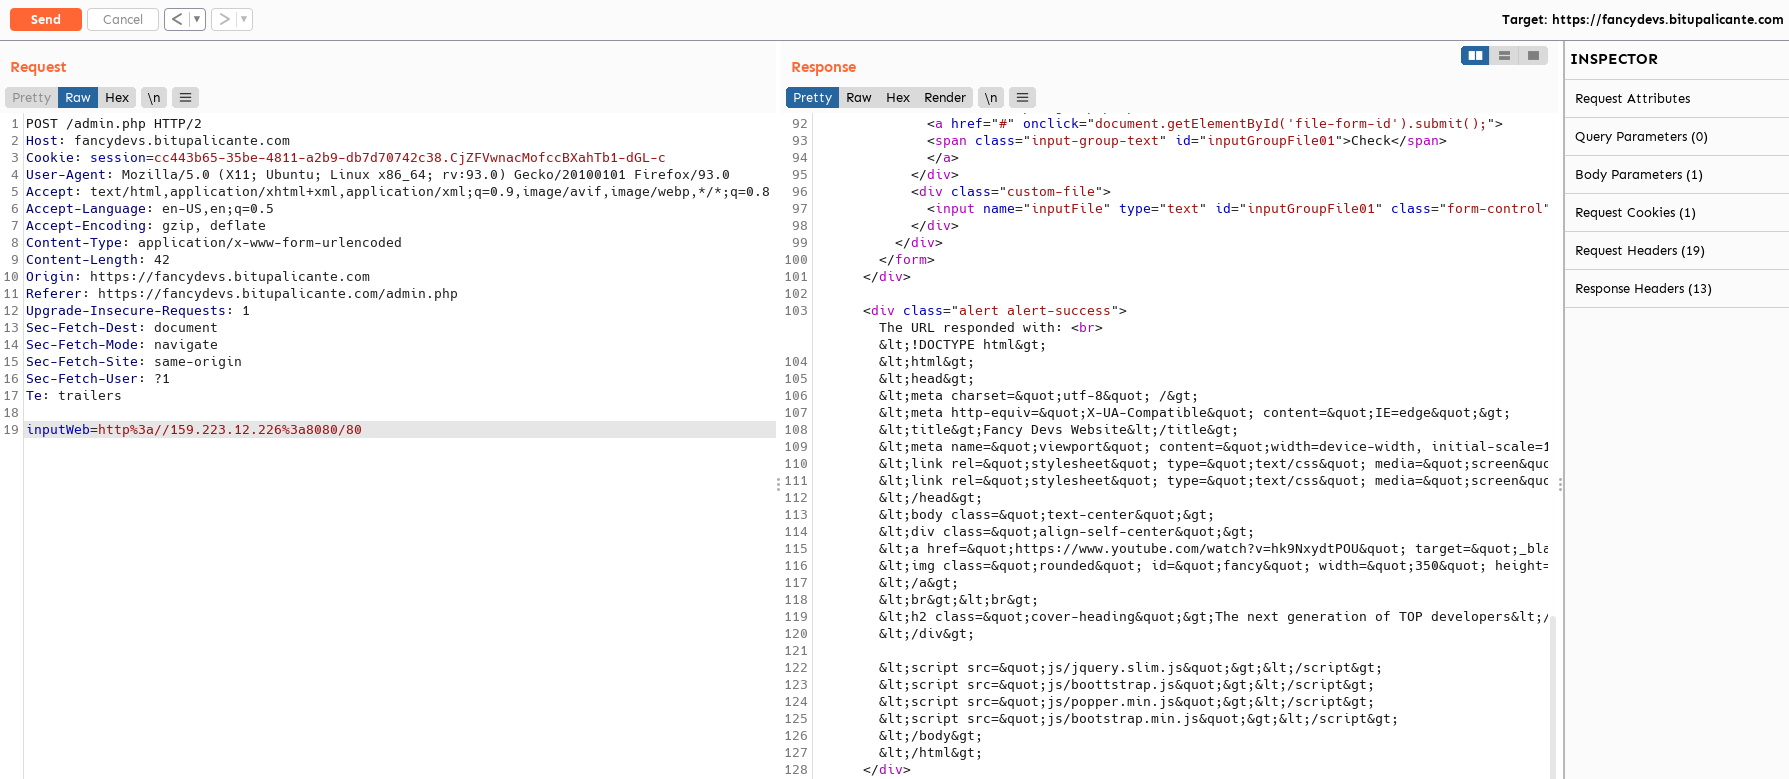 Send Cancel < ▼ > ▼ Target: https://fancydevs.bitupalicante.com
Request
Pretty Raw Hex \n ≡
1 POST /admin.php HTTP/2
2 Host: fancydevs.bitupalicante.com
3 Cookie: session=cc443b65-35be-4811-a2b9-db7d70742c38.CjZFVwnacMofccBXahTb1-dGL-c
4 User-Agent: Mozilla/5.0 (X11; Ubuntu; Linux x86_64; rv:93.0) Gecko/20100101 Firefox/93.0
5 Accept: text/html,application/xhtml+xml,application/xml;q=0.9,image/avif,image/webp,*/*;q=0.8
6 Accept-Language: en-US,en;q=0.5
7 Accept-Encoding: gzip, deflate
8 Content-Type: application/x-www-form-urlencoded
9 Content-Length: 42
10 Origin: https://fancydevs.bitupalicante.com
11 Referer: https://fancydevs.bitupalicante.com/admin.php
12 Upgrade-Insecure-Requests: 1
13 Sec-Fetch-Dest: document
14 Sec-Fetch-Mode: navigate
15 Sec-Fetch-Site: same-origin
16 Sec-Fetch-User: ?1
17 Te: trailers
18
19 inputWeb=http%3a//159.223.12.226%3a8080/80
Response
Pretty Raw Hex Render \n ≡
92 <a href="#" onclick="document.getElementById('file-form-id').submit();">
93 <span class="input-group-text" id="inputGroupFile01">Check</span>
94 </a>
95 </div>
96 <div class="custom-file">
97 <input name="inputFile" type="text" id="inputGroupFile01" class="form-control"
98 </div>
99 </div>
100 </form>
101 </div>
102
103 <div class="alert alert-success">
The URL responded with: <br>
&lt;!DOCTYPE html&gt;
104 &lt;html&gt;
105 &lt;head&gt;
106 &lt;meta charset=&quot;utf-8&quot; /&gt;
107 &lt;meta http-equiv=&quot;X-UA-Compatible&quot; content=&quot;IE=edge&quot;&gt;
108 &lt;title&gt;Fancy Devs Website&lt;/title&gt;
109 &lt;meta name=&quot;viewport&quot; content=&quot;width=device-width, initial-scale=1
110 &lt;link rel=&quot;stylesheet&quot; type=&quot;text/css&quot; media=&quot;screen&quo
111 &lt;link rel=&quot;stylesheet&quot; type=&quot;text/css&quot; media=&quot;screen&quo
112 &lt;/head&gt;
113 &lt;body class=&quot;text-center&quot;&gt;
114 &lt;div class=&quot;align-self-center&quot;&gt;
115 &lt;a href=&quot;https://www.youtube.com/watch?v=hk9NxydtPOU&quot; target=&quot;_bla
116 &lt;img class=&quot;rounded&quot; id=&quot;fancy&quot; width=&quot;350&quot; height=
117 &lt;/a&gt;
118 &lt;br&gt;&lt;br&gt;
119 &lt;h2 class=&quot;cover-heading&quot;&gt;The next generation of TOP developers&lt;/
120 &lt;/div&gt;
121
122 &lt;script src=&quot;js/jquery.slim.js&quot;&gt;&lt;/script&gt;
123 &lt;script src=&quot;js/boottstrap.js&quot;&gt;&lt;/script&gt;
124 &lt;script src=&quot;js/popper.min.js&quot;&gt;&lt;/script&gt;
125 &lt;script src=&quot;js/bootstrap.min.js&quot;&gt;&lt;/script&gt;
126 &lt;/body&gt;
127 &lt;/html&gt;
128 </div>
INSPECTOR
Request Attributes
Query Parameters (0)
Body Parameters (1)
Request Cookies (1)
Request Headers (19)
Response Headers (13)